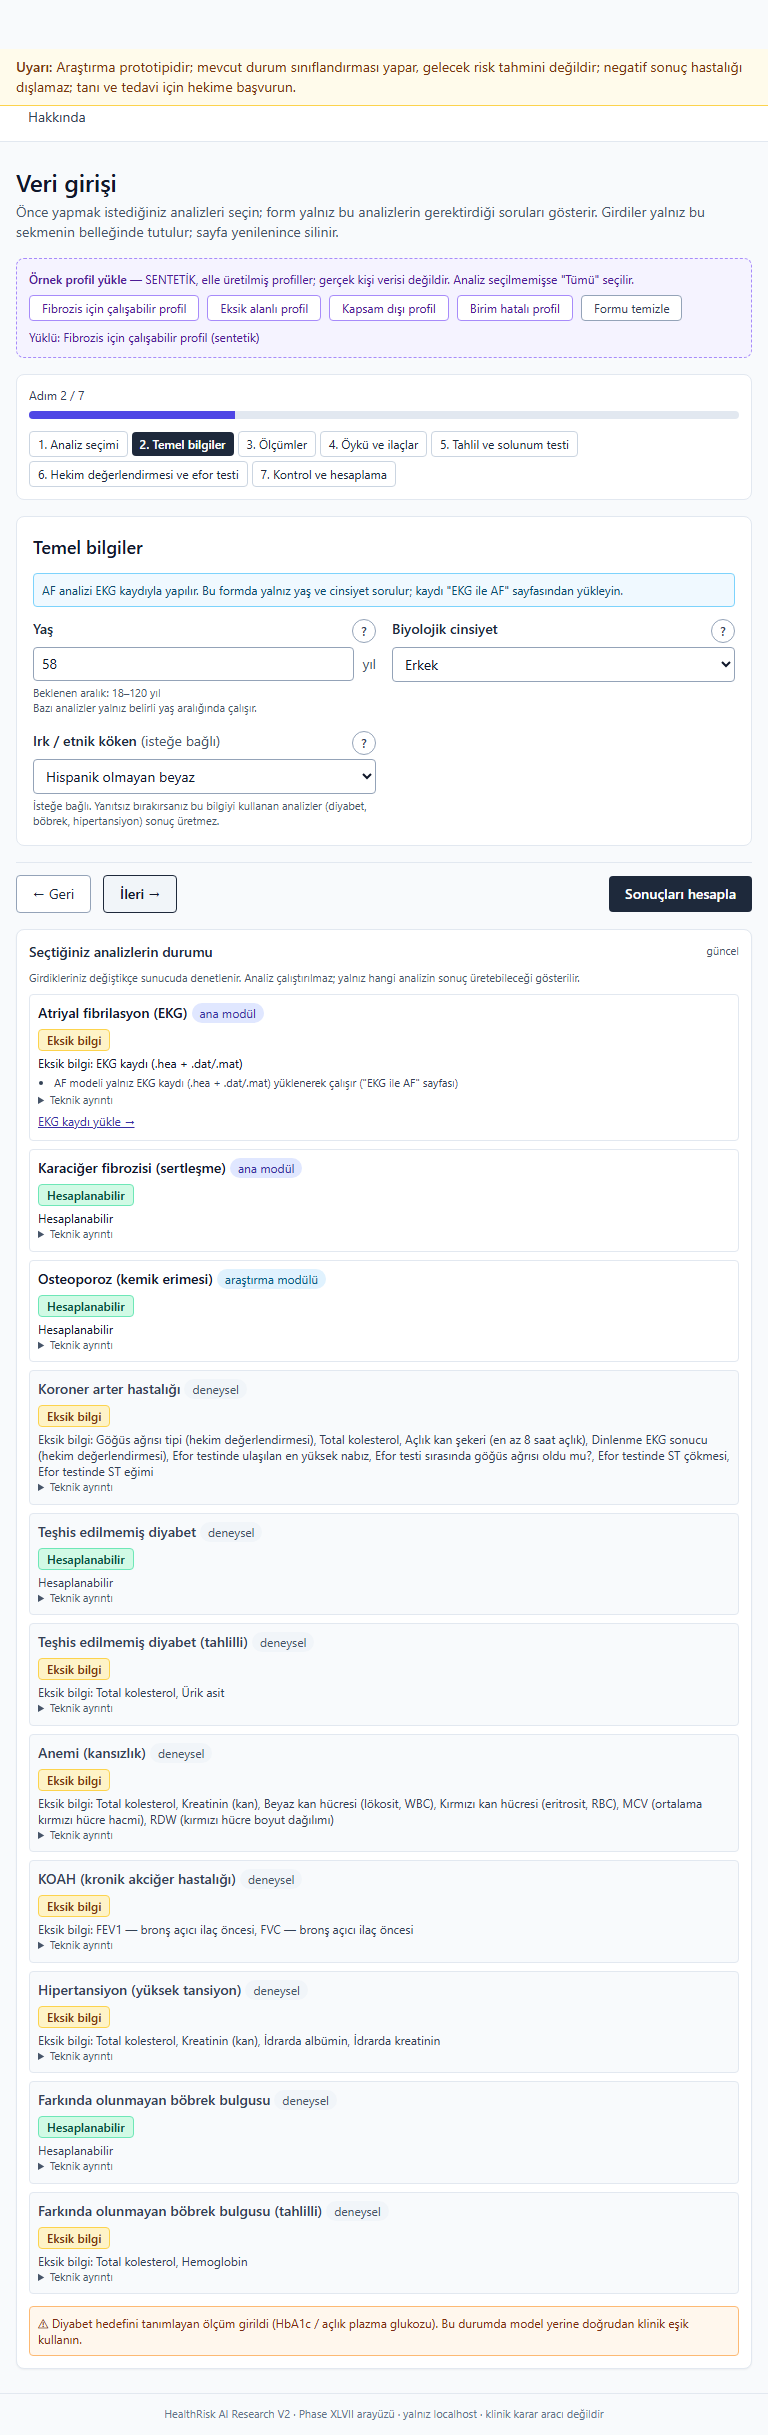 Uyarı: Araştırma prototipidir; mevcut durum sınıflandırması yapar, gelecek risk tahmini değildir; negatif sonuç hastalığı
dışlamaz; tanı ve tedavi için hekime başvurun.
Hakkında
Veri girişi
Önce yapmak istediğiniz analizleri seçin; form yalnız bu analizlerin gerektirdiği soruları gösterir. Girdiler yalnız bu
sekmenin belleğinde tutulur; sayfa yenilenince silinir.
Örnek profil yükle — SENTETİK, elle üretilmiş profiller; gerçek kişi verisi değildir. Analiz seçilmemişse "Tümü" seçilir.
Fibrozis için çalışabilir profil
Eksik alanlı profil
Kapsam dışı profil
Birim hatalı profil
Formu temizle
Yüklü: Fibrozis için çalışabilir profil (sentetik)
Adım 2 / 7
1. Analiz seçimi
2. Temel bilgiler
3. Ölçümler
4. Öykü ve ilaçlar
5. Tahlil ve solunum testi
6. Hekim değerlendirmesi ve efor testi
7. Kontrol ve hesaplama
Temel bilgiler
AF analizi EKG kaydıyla yapılır. Bu formda yalnız yaş ve cinsiyet sorulur; kaydı "EKG ile AF" sayfasından yükleyin.
Yaş
?
58
yıl
Beklenen aralık: 18–120 yıl
Bazı analizler yalnız belirli yaş aralığında çalışır.
Biyolojik cinsiyet
?
Erkek
Irk / etnik köken (isteğe bağlı)
?
Hispanik olmayan beyaz
İsteğe bağlı. Yanıtsız bırakırsanız bu bilgiyi kullanan analizler (diyabet,
böbrek, hipertansiyon) sonuç üretmez.
← Geri
İleri →
Sonuçları hesapla
Seçtiğiniz analizlerin durumu
güncel
Girdikleriniz değiştikçe sunucuda denetlenir. Analiz çalıştırılmaz; yalnız hangi analizin sonuç üretebileceği gösterilir.
Atriyal fibrilasyon (EKG) ana modül
Eksik bilgi
Eksik bilgi: EKG kaydı (.hea + .dat/.mat)
• AF modeli yalnız EKG kaydı (.hea + .dat/.mat) yüklenerek çalışır ("EKG ile AF" sayfası)
▶ Teknik ayrıntı
EKG kaydı yükle →
Karaciğer fibrozisi (sertleşme) ana modül
Hesaplanabilir
Hesaplanabilir
▶ Teknik ayrıntı
Osteoporoz (kemik erimesi) araştırma modülü
Hesaplanabilir
Hesaplanabilir
▶ Teknik ayrıntı
Koroner arter hastalığı deneysel
Eksik bilgi
Eksik bilgi: Göğüs ağrısı tipi (hekim değerlendirmesi), Total kolesterol, Açlık kan şekeri (en az 8 saat açlık), Dinlenme EKG sonucu
(hekim değerlendirmesi), Efor testinde ulaşılan en yüksek nabız, Efor testi sırasında göğüs ağrısı oldu mu?, Efor testinde ST çökmesi,
Efor testinde ST eğimi
▶ Teknik ayrıntı
Teşhis edilmemiş diyabet deneysel
Hesaplanabilir
Hesaplanabilir
▶ Teknik ayrıntı
Teşhis edilmemiş diyabet (tahlilli) deneysel
Eksik bilgi
Eksik bilgi: Total kolesterol, Ürik asit
▶ Teknik ayrıntı
Anemi (kansızlık) deneysel
Eksik bilgi
Eksik bilgi: Total kolesterol, Kreatinin (kan), Beyaz kan hücresi (lökosit, WBC), Kırmızı kan hücresi (eritrosit, RBC), MCV (ortalama
kırmızı hücre hacmi), RDW (kırmızı hücre boyut dağılımı)
▶ Teknik ayrıntı
KOAH (kronik akciğer hastalığı) deneysel
Eksik bilgi
Eksik bilgi: FEV1 — bronş açıcı ilaç öncesi, FVC — bronş açıcı ilaç öncesi
▶ Teknik ayrıntı
Hipertansiyon (yüksek tansiyon) deneysel
Eksik bilgi
Eksik bilgi: Total kolesterol, Kreatinin (kan), İdrarda albümin, İdrarda kreatinin
▶ Teknik ayrıntı
Farkında olunmayan böbrek bulgusu deneysel
Hesaplanabilir
Hesaplanabilir
▶ Teknik ayrıntı
Farkında olunmayan böbrek bulgusu (tahlilli) deneysel
Eksik bilgi
Eksik bilgi: Total kolesterol, Hemoglobin
▶ Teknik ayrıntı
⚠ Diyabet hedefini tanımlayan ölçüm girildi (HbA1c / açlık plazma glukozu). Bu durumda model yerine doğrudan klinik eşik
kullanın.
HealthRisk AI Research V2 · Phase XLVII arayüzü · yalnız localhost · klinik karar aracı değildir